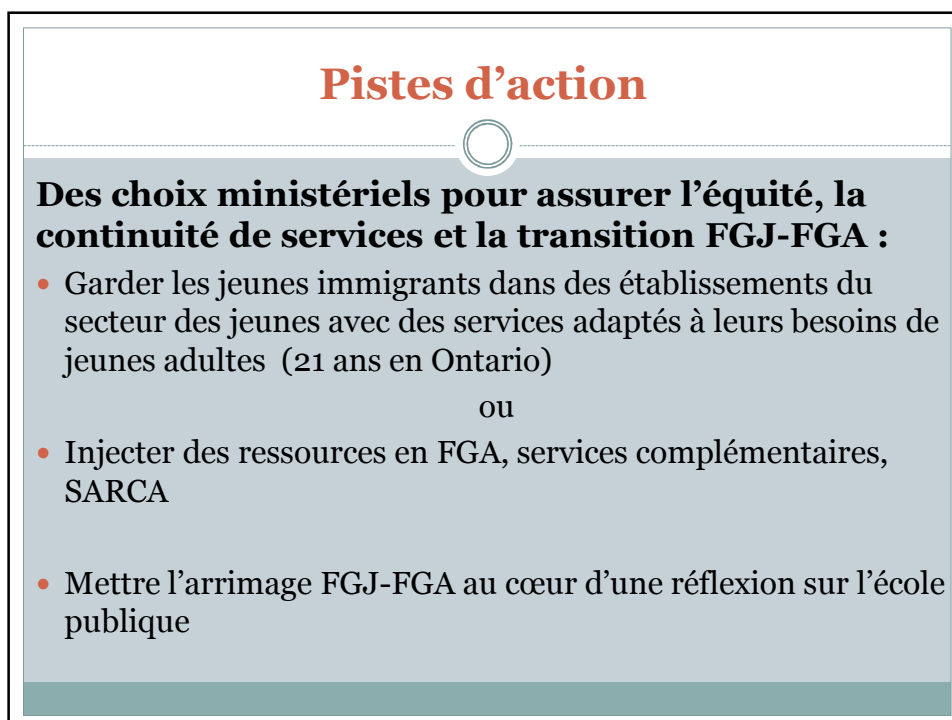 Pistes d’action
Des choix ministériels pour assurer l’équité, la
continuité de services et la transition FGJ-FGA :
• Garder les jeunes immigrants dans des établissements du
secteur des jeunes avec des services adaptés à leurs besoins de
jeunes adultes (21 ans en Ontario)
ou
• Injecter des ressources en FGA, services complémentaires,
SARCA
• Mettre l’arrimage FGJ-FGA au cœur d’une réflexion sur l’école
publique